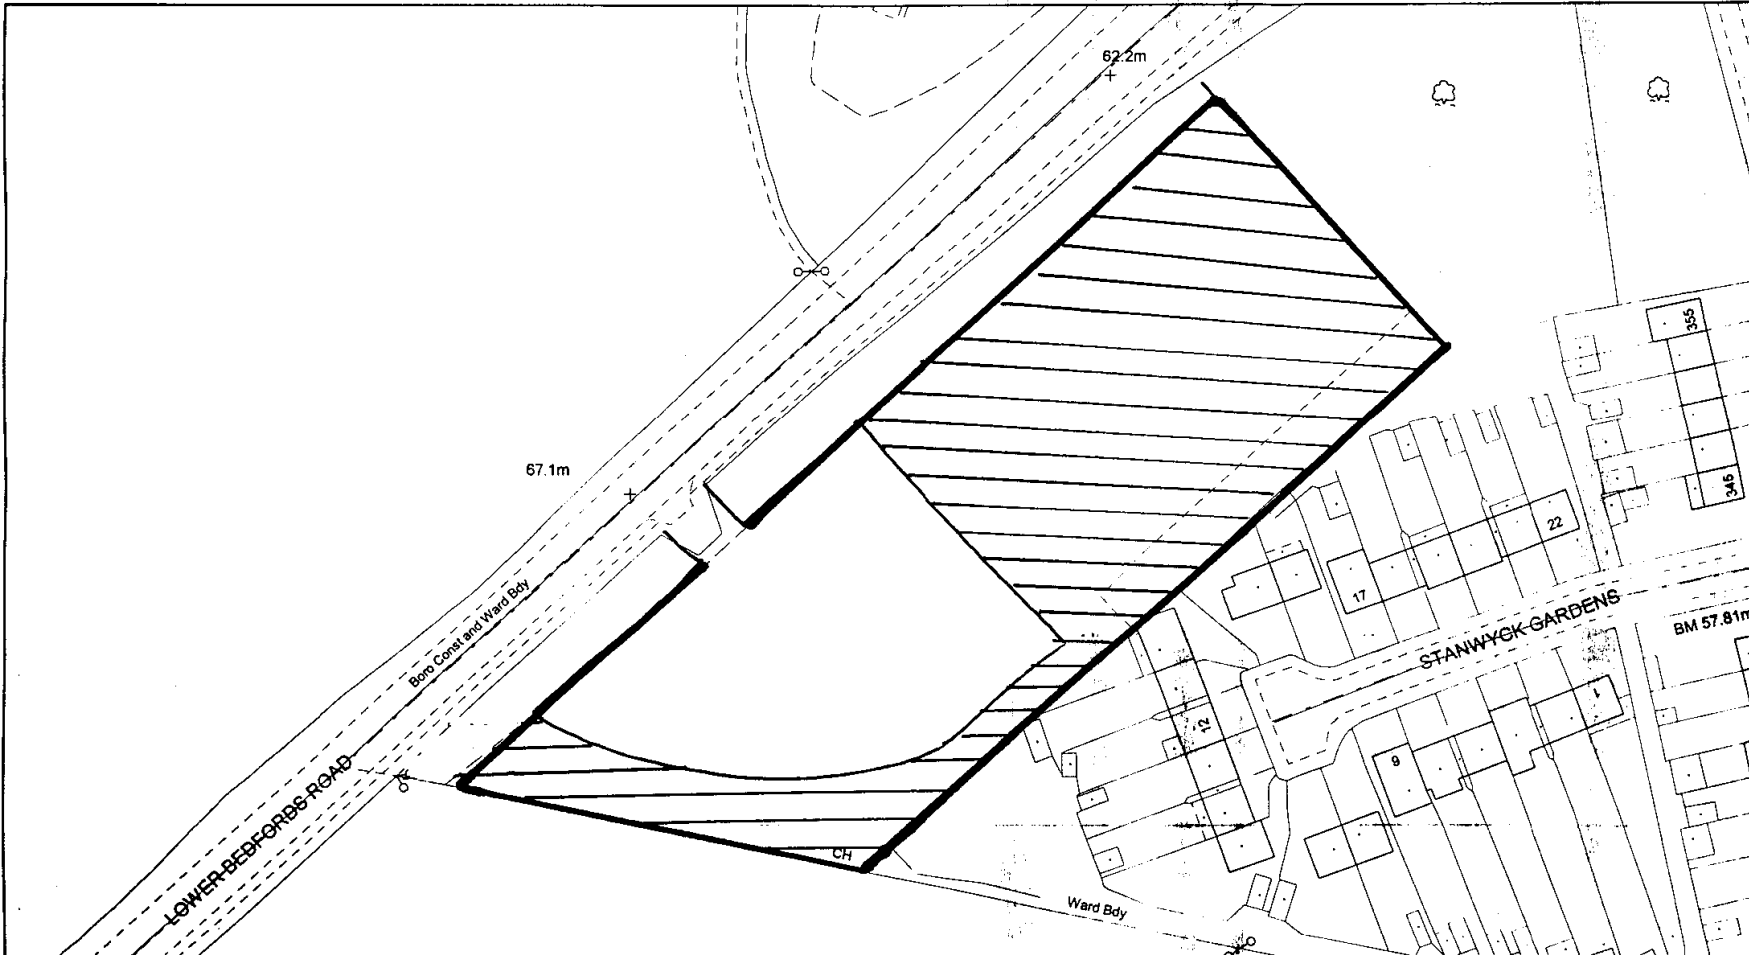 62.2m
67.1m
Boro Const and Ward Bdy
LOWER BEDFORDS ROAD
CH
Ward Bdy
355
345
22
17
STANWYCK GARDENS
BM 57.81m
12
1
9